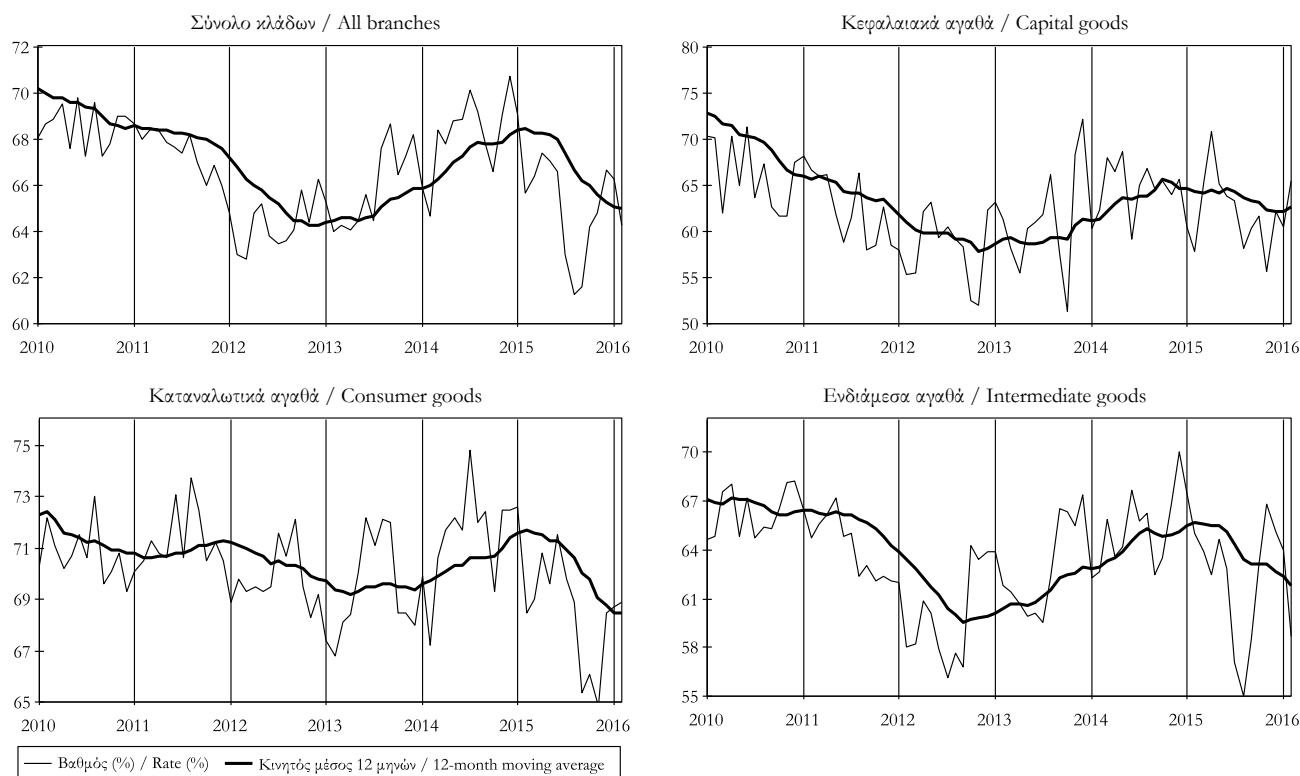 Σύνολο κλάδων / All branches
72
70
68
66
64
62
60
2010 2011 2012 2013 2014 2015 2016
Κεφαλαιακά αγαθά / Capital goods
80
75
70
65
60
55
50
2010 2011 2012 2013 2014 2015 2016
Καταναλωτικά αγαθά / Consumer goods
75
73
71
69
67
65
2010 2011 2012 2013 2014 2015 2016
Ενδιάμεσα αγαθά / Intermediate goods
70
67
64
61
58
55
2010 2011 2012 2013 2014 2015 2016
Βαθμός (%) / Rate (%) Κινητός μέσος 12 μηνών / 12-month moving average